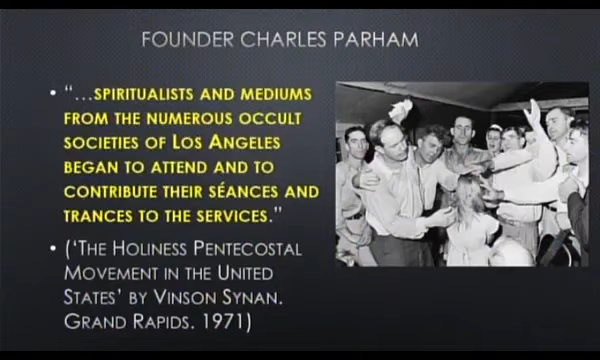 FOUNDER CHARLES PARHAM
• “…SPIRITUALISTS AND MEDIUMS
FROM THE NUMEROUS OCCULT
SOCIETIES OF LOS ANGELES
BEGAN TO ATTEND AND TO
CONTRIBUTE THEIR SÉANCES AND
TRANCES TO THE SERVICES.”
• (‘THE HOLINESS PENTECOSTAL
MOVEMENT IN THE UNITED
STATES’ BY VINSON SYNAN.
GRAND RAPIDS. 1971)